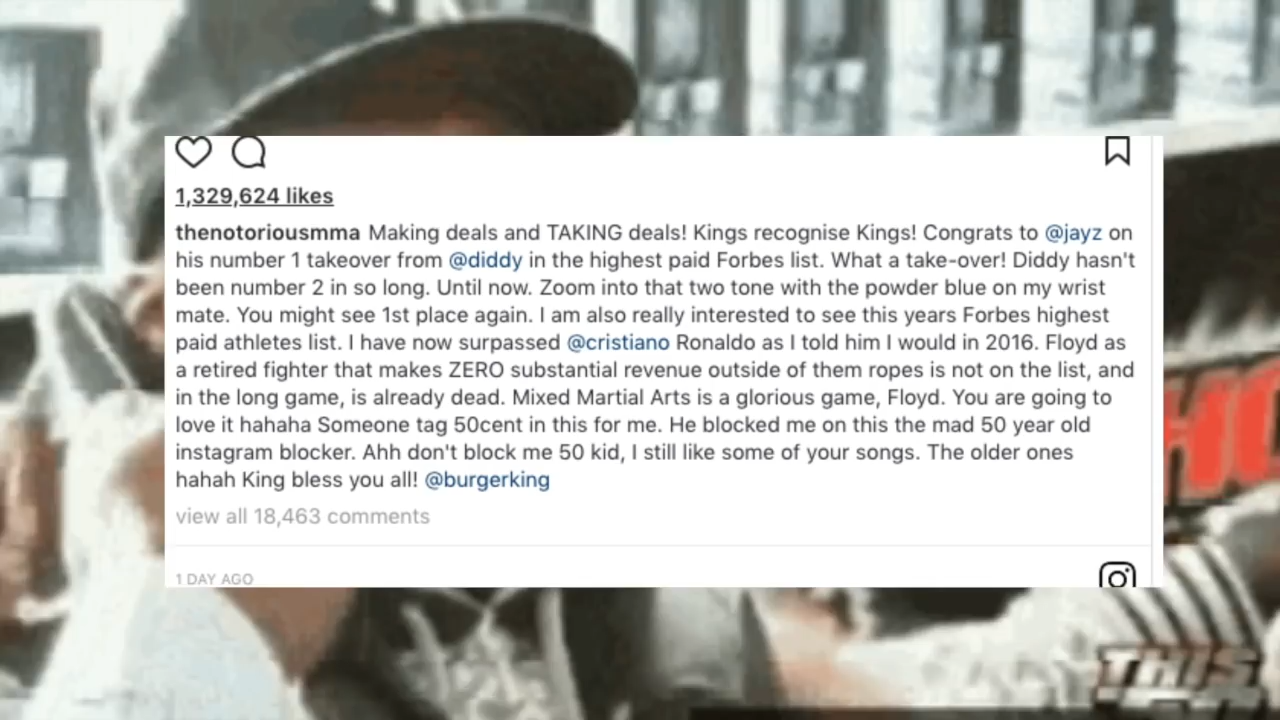 1,329,624 likes
thenotoriousmma Making deals and TAKING deals! Kings recognise Kings! Congrats to @jayz on
his number 1 takeover from @diddy in the highest paid Forbes list. What a take-over! Diddy hasn't
been number 2 in so long. Until now. Zoom into that two tone with the powder blue on my wrist
mate. You might see 1st place again. I am also really interested to see this years Forbes highest
paid athletes list. I have now surpassed @cristiano Ronaldo as I told him I would in 2016. Floyd as
a retired fighter that makes ZERO substantial revenue outside of them ropes is not on the list, and
in the long game, is already dead. Mixed Martial Arts is a glorious game, Floyd. You are going to
love it hahaha Someone tag 50cent in this for me. He blocked me on this the mad 50 year old
instagram blocker. Ahh don't block me 50 kid, I still like some of your songs. The older ones
hahah King bless you all! @burgerking
view all 18,463 comments
1 DAY AGO
THIS